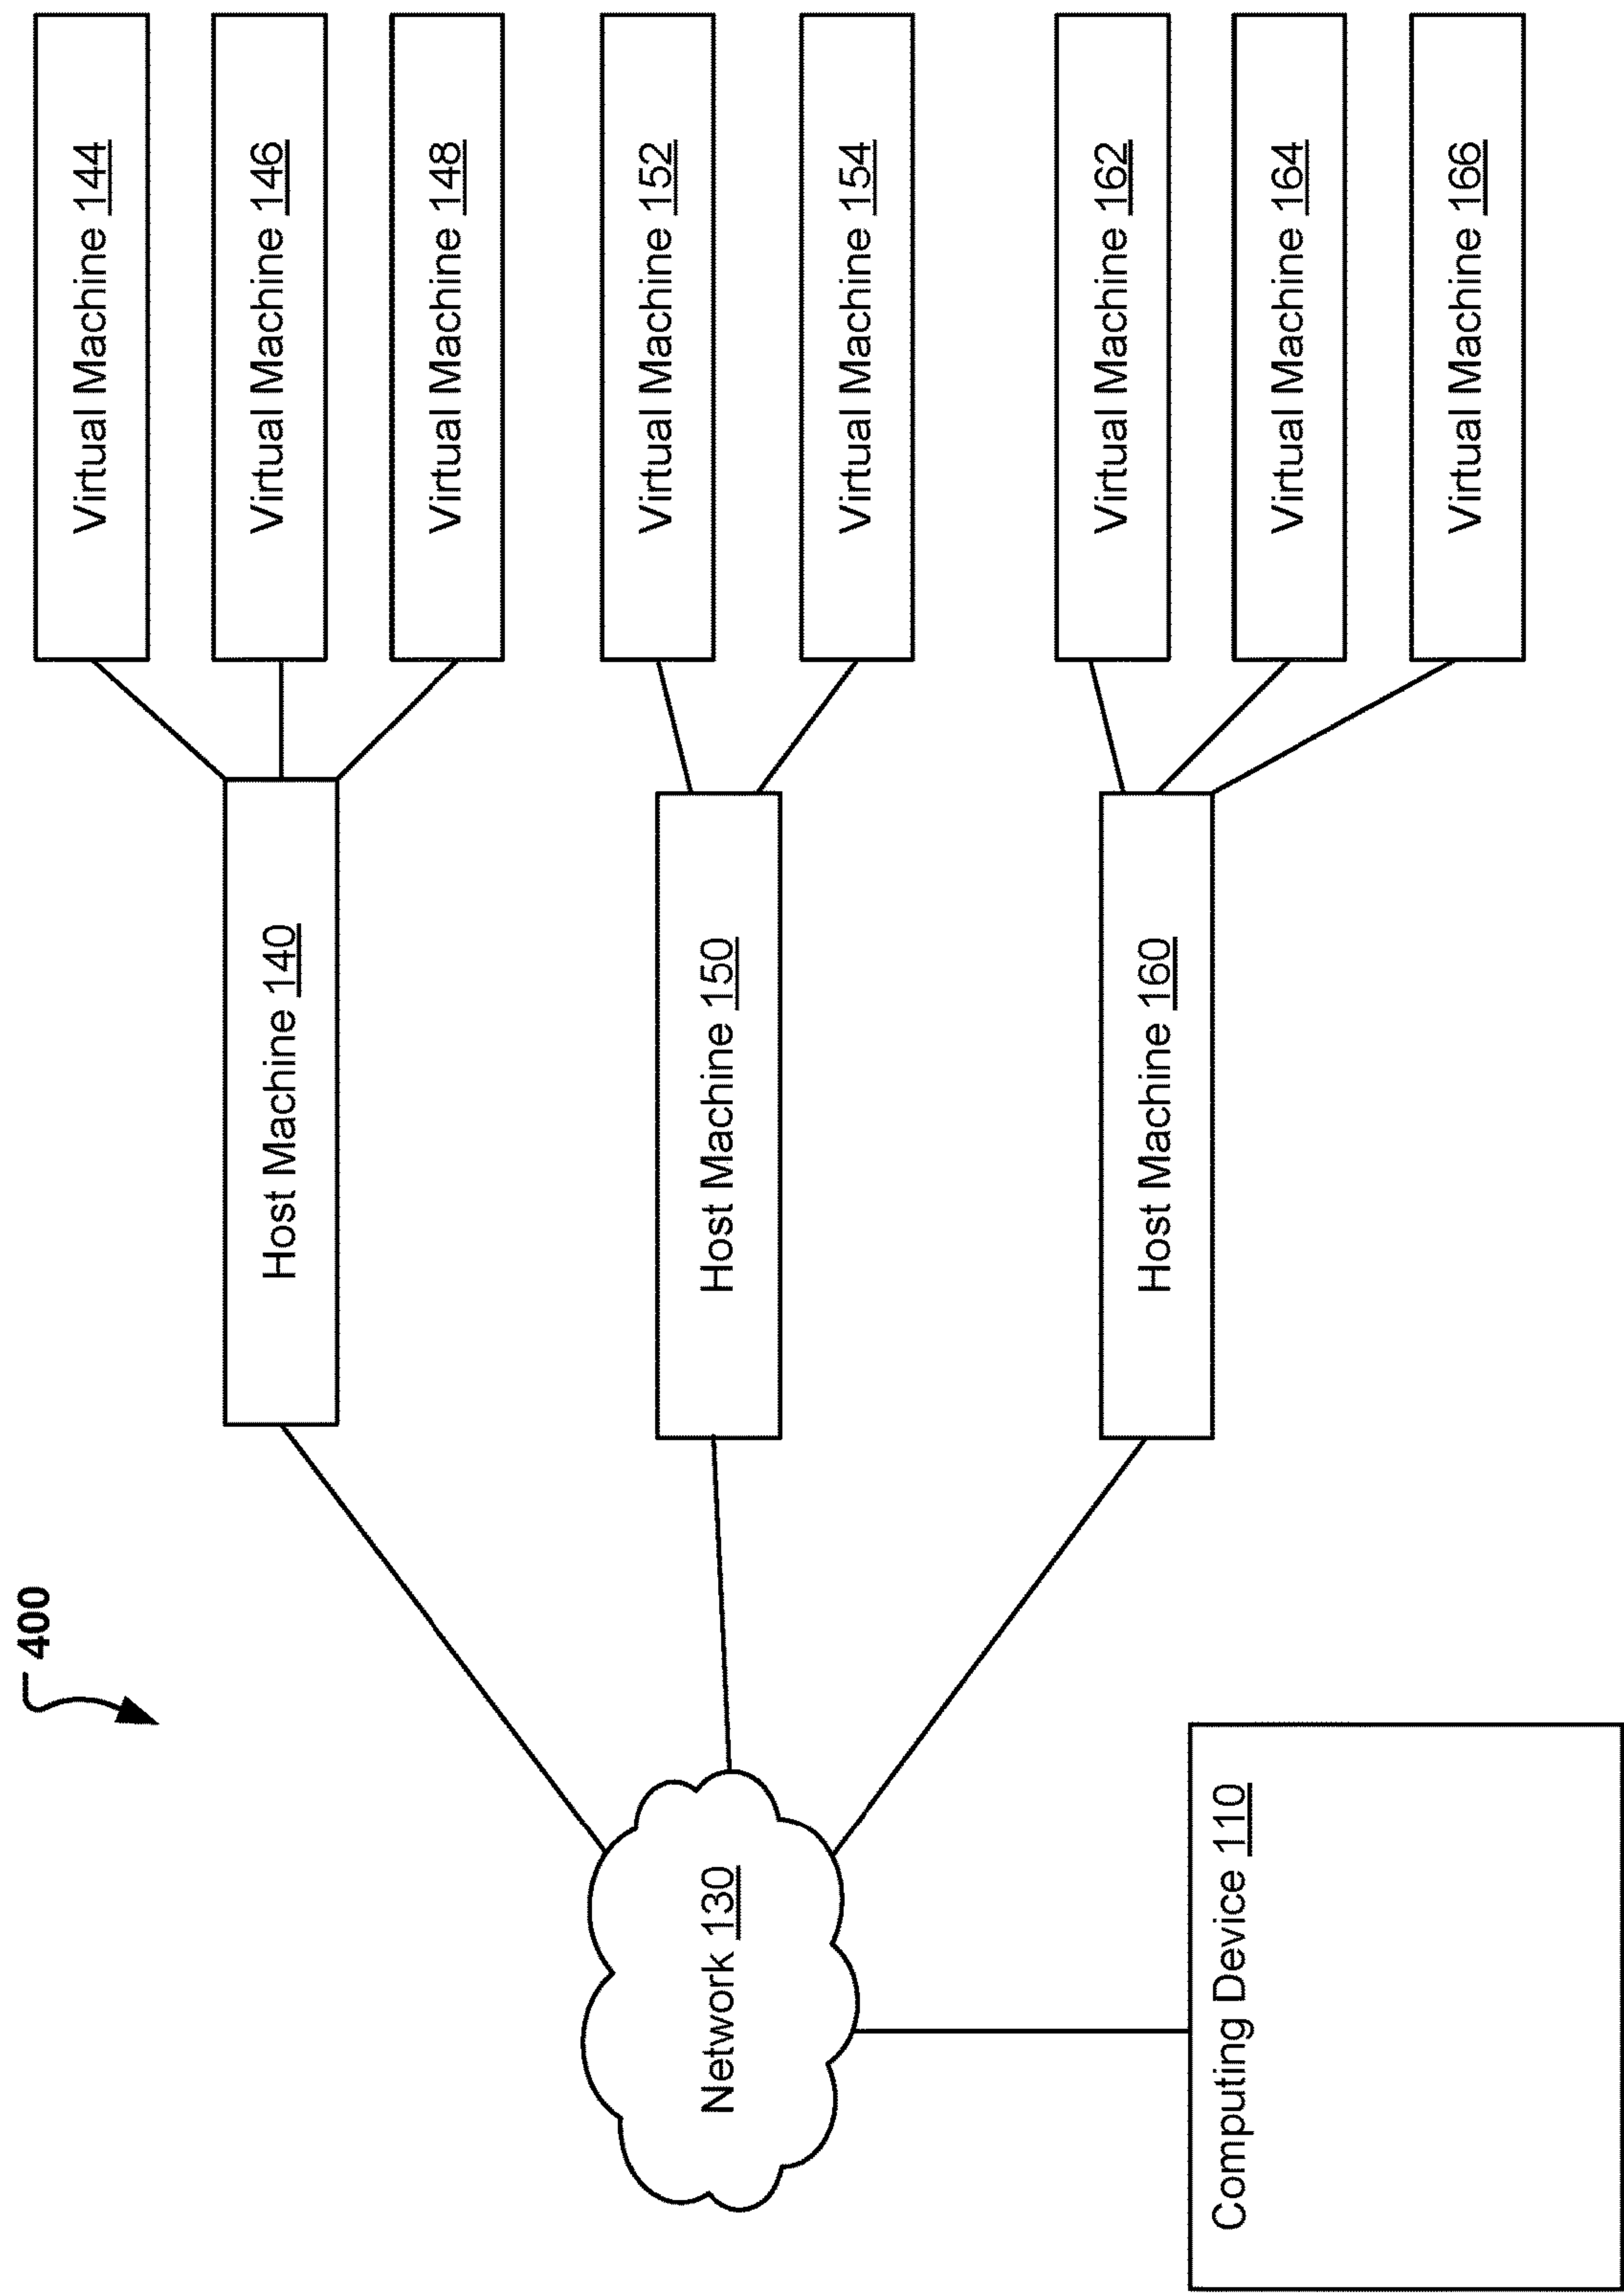 400
Virtual Machine 144
Virtual Machine 146
Virtual Machine 148
Host Machine 140
Virtual Machine 152
Virtual Machine 154
Host Machine 150
Network 130
Virtual Machine 162
Virtual Machine 164
Virtual Machine 166
Host Machine 160
Computing Device 110